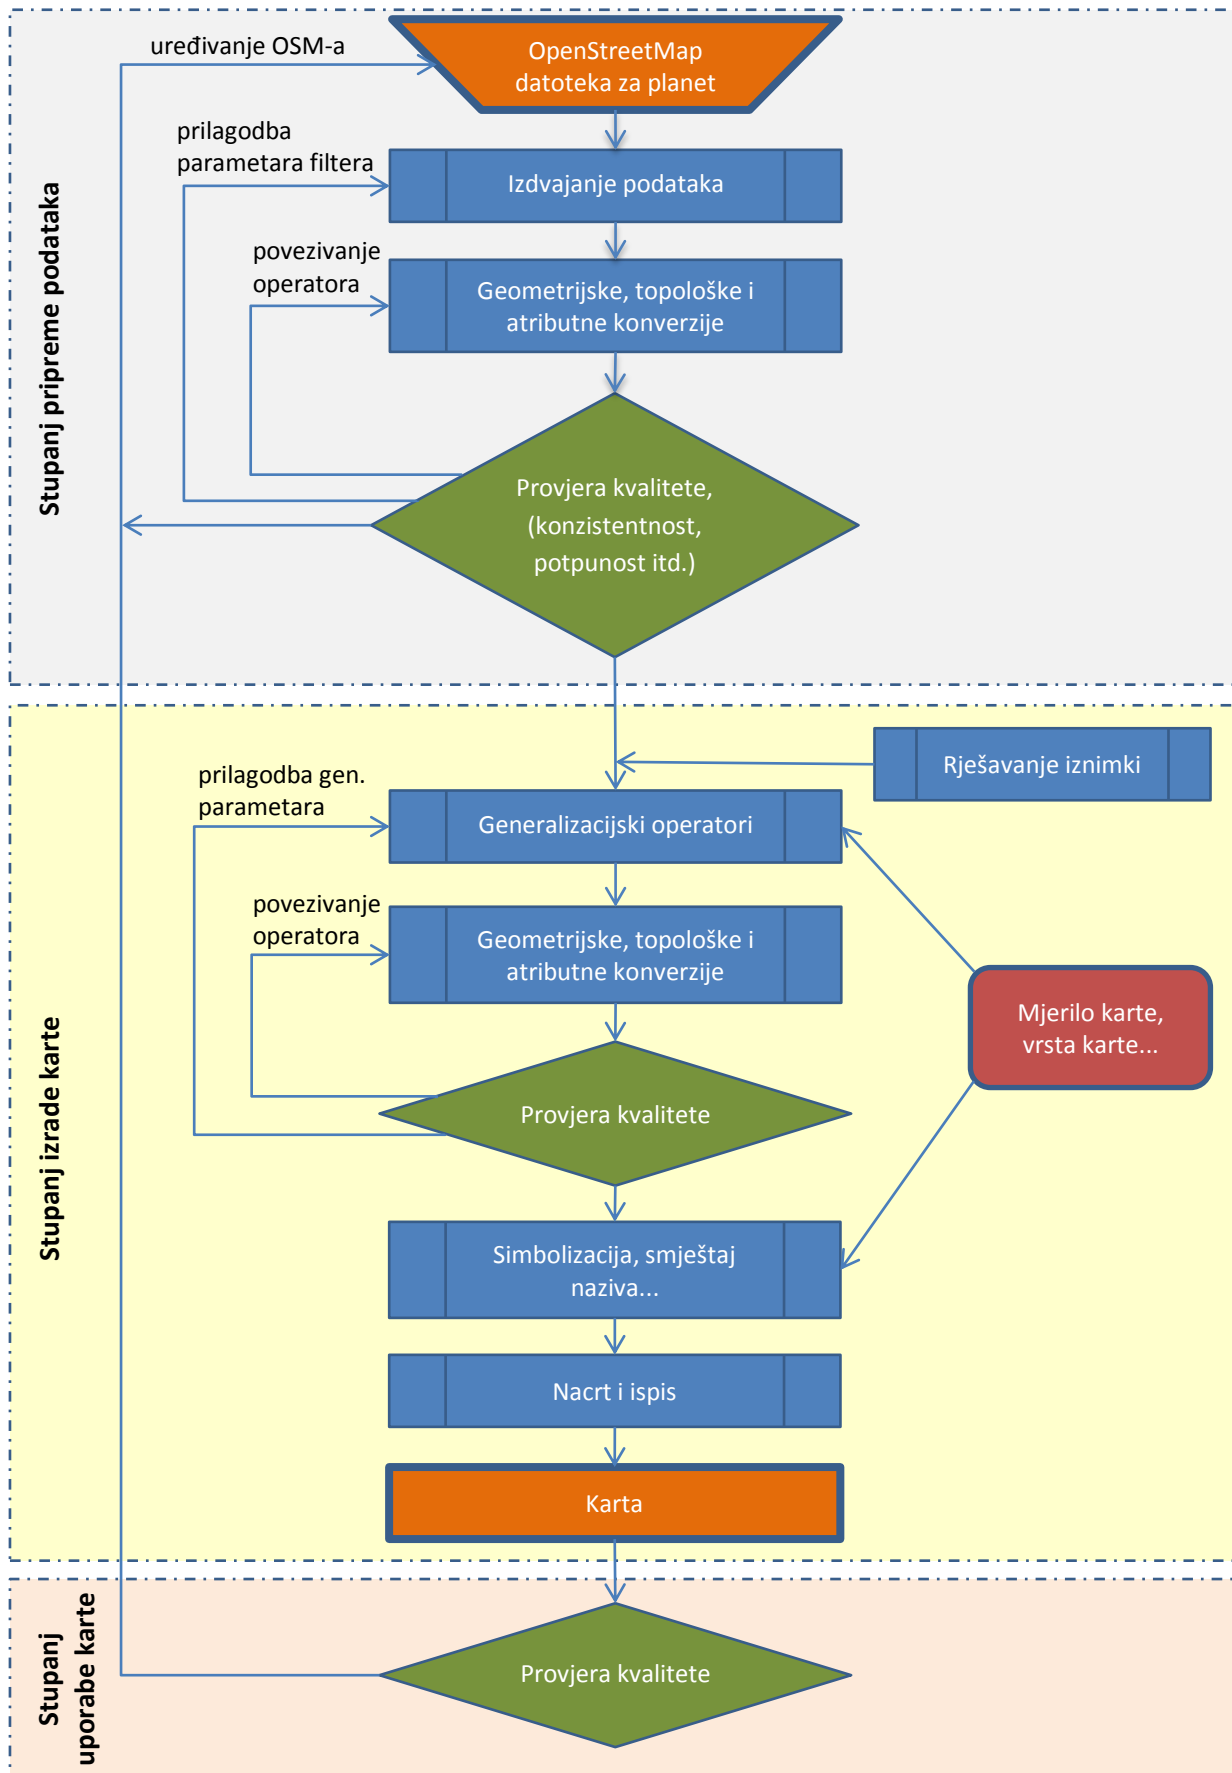 uređivanje OSM-a
OpenStreetMap
datoteka za planet
prilagodba
parametara filtera
Izdvajanje podataka
povezivanje
operatora
Geometrijske, topološke i
atributne konverzije
Stupanj pripreme podataka
Provjera kvalitete,
(konzistentnost,
potpunost itd.)
Rješavanje iznimki
prilagodba gen.
parametara
Generalizacijski operatori
povezivanje
operatora
Geometrijske, topološke i
atributne konverzije
Mjerilo karte,
vrsta karte...
Stupanj izrade karte
Provjera kvalitete
Simbolizacija, smještaj
naziva...
Nacrt i ispis
Karta
Stupanj
uporabe karte
Provjera kvalitete